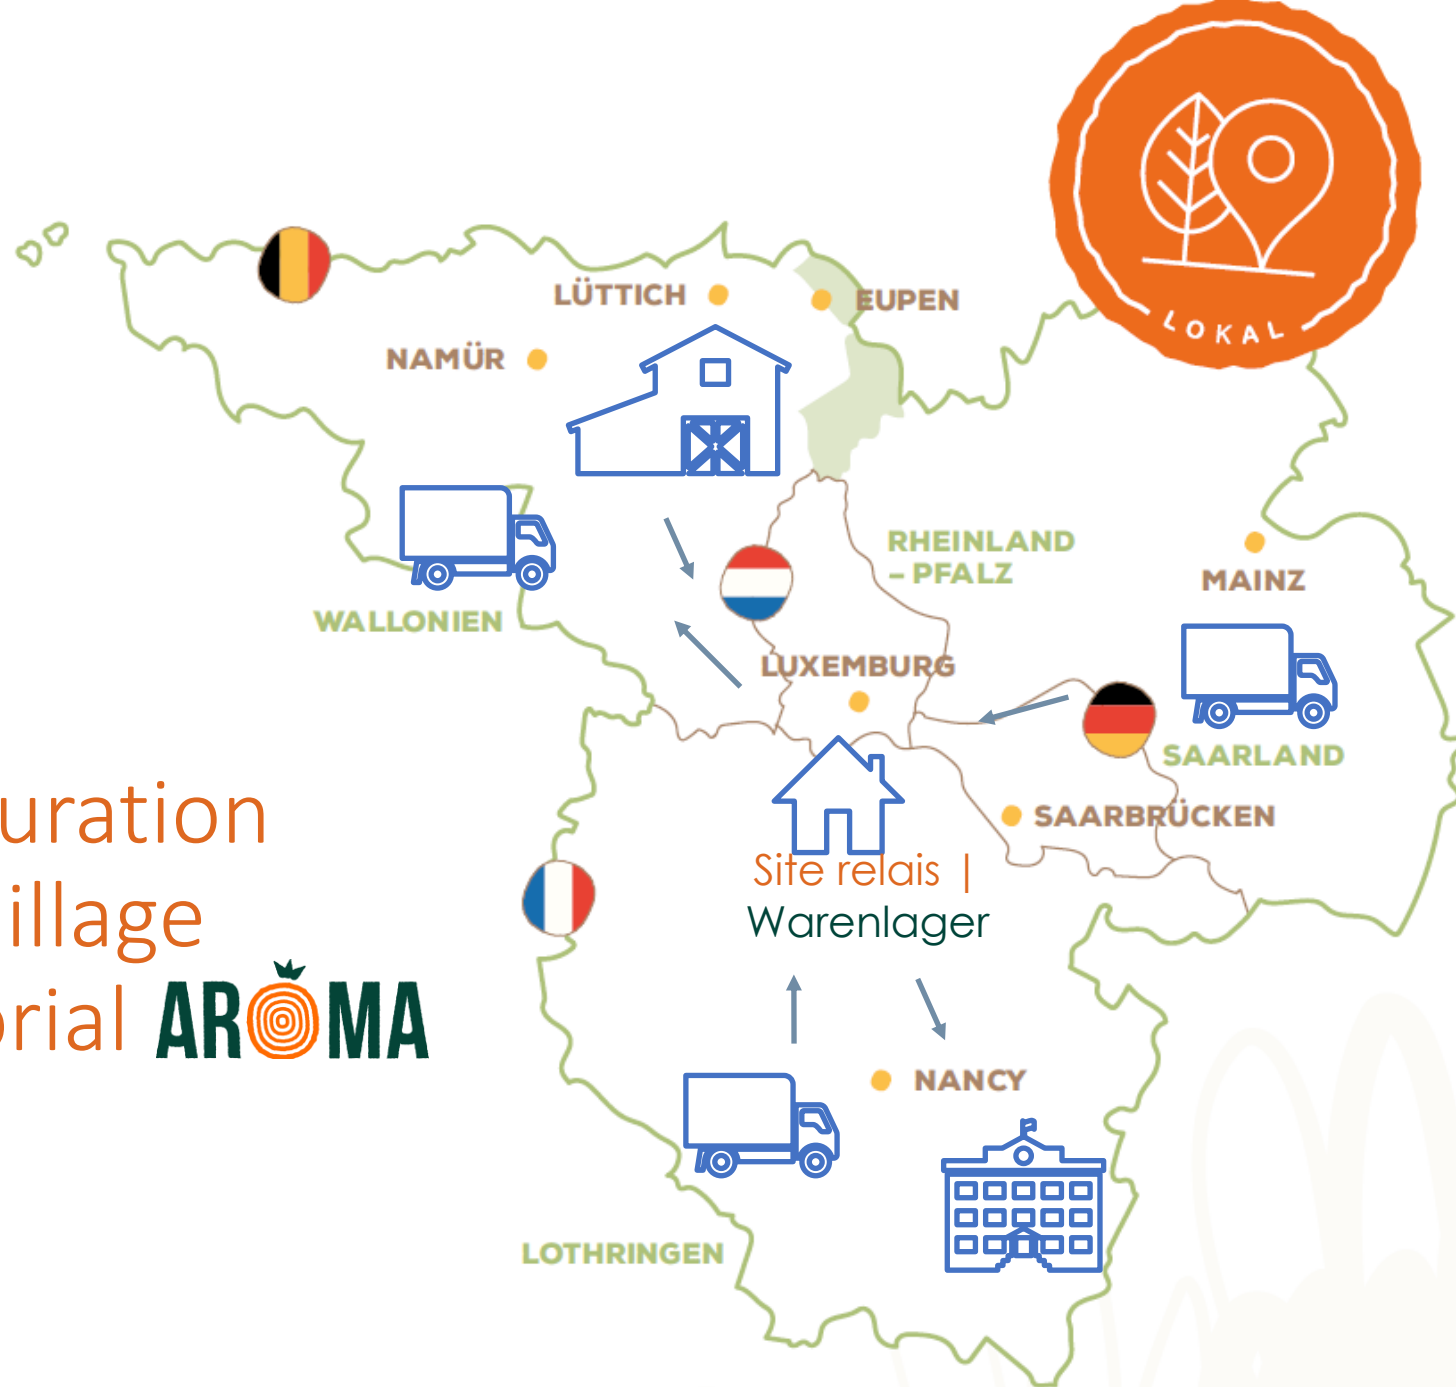 LOKAL
LÜTTICH
EUPEN
NAMÜR
RHEINLAND
– PFALZ
MAINZ
WALLONIEN
LUXEMBURG
SAARLAND
SAARBRÜCKEN
uration
illage
orial AROMA
Site relais |
Warenlager
NANCY
LOTHRINGEN